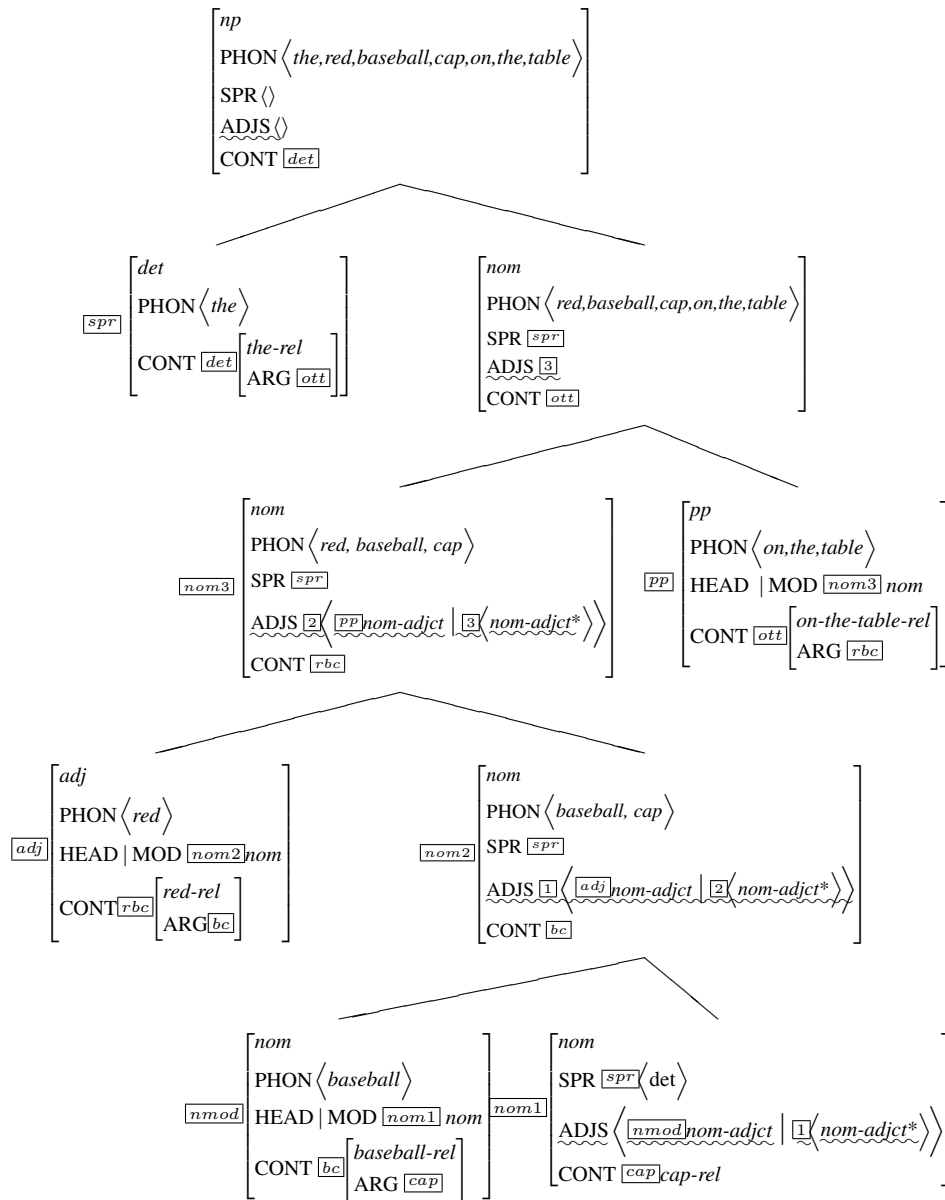 np
PHON⟨the,red,baseball,cap,on,the,table⟩
SPR⟨⟩
ADJS⟨⟩
CONT det
spr
det
PHON⟨the⟩
CONT det the-rel
ARG ott
nom
PHON⟨red,baseball,cap,on,the,table⟩
SPR spr
ADJS 3
CONT ott
nom3
nom
PHON⟨red, baseball, cap⟩
SPR spr
ADJS 2⟨pp nom-adjct | 3⟨nom-adjct*⟩⟩
CONT rbc
pp
pp
PHON⟨on,the,table⟩
HEAD | MOD nom3 nom
CONT ott on-the-table-rel
ARG rbc
adj
adj
PHON⟨red⟩
HEAD | MOD nom2 nom
CONT rbc red-rel
ARG bc
nom2
nom
PHON⟨baseball, cap⟩
SPR spr
ADJS 1⟨adj nom-adjct | 2⟨nom-adjct*⟩⟩
CONT bc
nmod
nom
PHON⟨baseball⟩
HEAD | MOD nom1 nom
CONT bc baseball-rel
ARG cap
nom1
nom
SPR spr⟨det⟩
ADJS⟨nmod nom-adjct | 1⟨nom-adjct*⟩⟩
CONT cap cap-rel